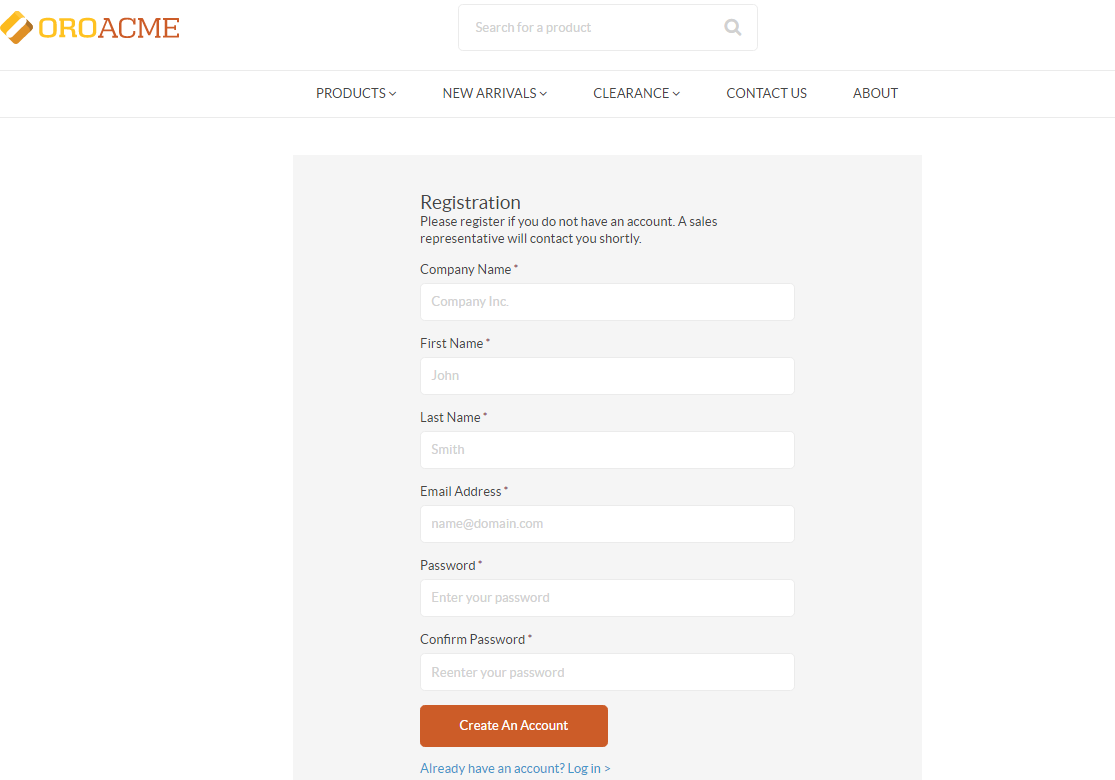 OROACME
Search for a product
PRODUCTS NEW ARRIVALS CLEARANCE CONTACT US ABOUT
Registration
Please register if you do not have an account. A sales
representative will contact you shortly.
Company Name *
Company Inc.
First Name *
John
Last Name *
Smith
Email Address *
name@domain.com
Password *
Enter your password
Confirm Password *
Reenter your password
Create An Account
Already have an account? Log in >